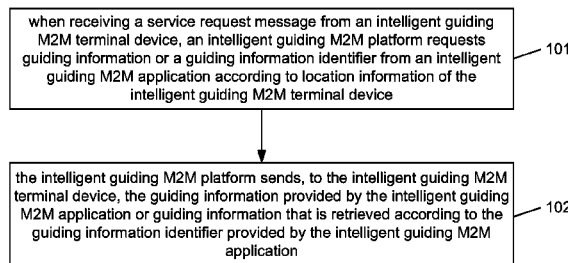 when receiving a service request message from an intelligent guiding
M2M terminal device, an intelligent guiding M2M platform requests
guiding information or a guiding information identifier from an intelligent
guiding M2M application according to location information of the
intelligent guiding M2M terminal device
101
the intelligent guiding M2M platform sends, to the intelligent guiding M2M
terminal device, the guiding information provided by the intelligent guiding
M2M application or guiding information that is retrieved according to the
guiding information identifier provided by the intelligent guiding M2M
application
102